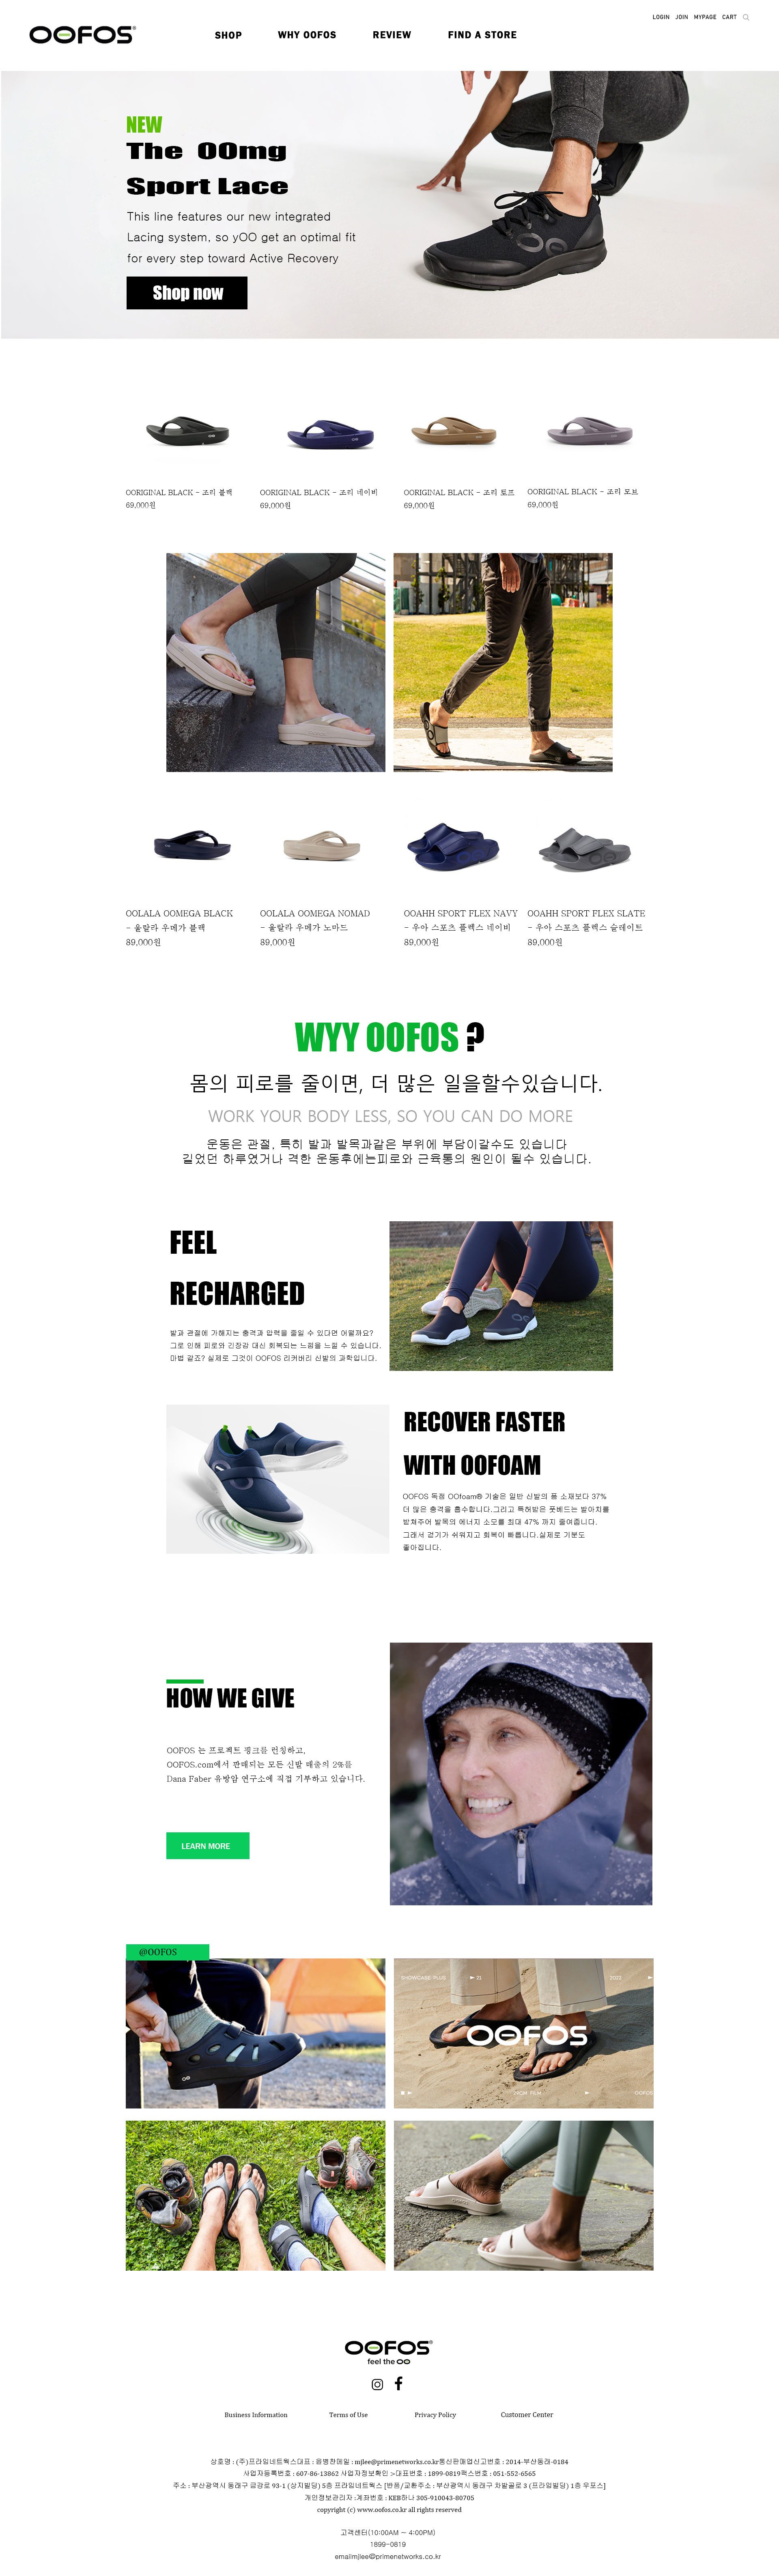 LOGIN JOIN MYPAGE CART
OOFOS®
SHOP WHY OOFOS REVIEW FIND A STORE
NEW
The OOmg
Sport Lace
This line features our new integrated
Lacing system, so yOO get an optimal fit
for every step toward Active Recovery
Shop now
OORIGINAL BLACK - 조리 블랙
69,000원
OORIGINAL BLACK - 조리 네이비
69,000원
OORIGINAL BLACK - 조리 토프
69,000원
OORIGINAL BLACK - 조리 모브
69,000원
OOLALA OOMEGA BLACK
- 울랄라 우메가 블랙
89,000원
OOLALA OOMEGA NOMAD
- 울랄라 우메가 노마드
89,000원
OOAHH SPORT FLEX NAVY
- 우아 스포츠 플렉스 네이비
89,000원
OOAHH SPORT FLEX SLATE
- 우아 스포츠 플렉스 슬레이트
89,000원
WYY OOFOS ?
몸의 피로를 줄이면, 더 많은 일을할수있습니다.
WORK YOUR BODY LESS, SO YOU CAN DO MORE
운동은 관절, 특히 발과 발목과같은 부위에 부담이갈수도 있습니다
길었던 하루였거나 격한 운동후에는피로와 근육통의 원인이 될수 있습니다.
FEEL
RECHARGED
발과 관절에 가해지는 충격과 압력을 줄일 수 있다면 어떨까요?
그로 인해 피로와 긴장감 대신 회복되는 느낌을 느낄 수 있습니다.
마법 같죠? 실제로 그것이 OOFOS 리커버리 신발의 과학입니다.
RECOVER FASTER
WITH OOFOAM
OOFOS 독점 OOfoam® 기술은 일반 신발의 폼 소재보다 37%
더 많은 충격을 흡수합니다.그리고 특허받은 풋베드는 발아치를
받쳐주어 발목의 에너지 소모를 최대 47% 까지 줄여줍니다.
그래서 걷기가 쉬워지고 회복이 빠릅니다.실제로 기분도
좋아집니다.
HOW WE GIVE
OOFOS 는 프로젝트 핑크를 런칭하고,
OOFOS.com에서 판매되는 모든 신발 매출의 2%를
Dana Faber 유방암 연구소에 직접 기부하고 있습니다.
LEARN MORE
@OOFOS
SHOWCASE PLUS 01 2023
OOFOS
29CM FILM OOFOS
OOFOS®
feel the OO
Business Information Terms of Use Privacy Policy Customer Center
상호명 : (주)프라임네트웍스대표 : 윤병찬메일 : mjlee@primenetworks.co.kr통신판매업신고번호 : 2014-부산동래-0184
사업자등록번호 : 607-86-13862 사업자정보확인 >대표번호 : 1899-0819팩스번호 : 051-552-6565
주소 : 부산광역시 동래구 금강로 93-1 (상지빌딩) 5층 프라임네트웍스 [반품/교환주소 : 부산광역시 동래구 차밭골로 3 (프라임빌딩) 1층 우포스]
개인정보관리자 :계좌번호 : KEB하나 305-910043-80705
copyright (c) www.oofos.co.kr all rights reserved
고객센터(10:00AM ~ 4:00PM)
1899-0819
emailmjlee@primenetworks.co.kr